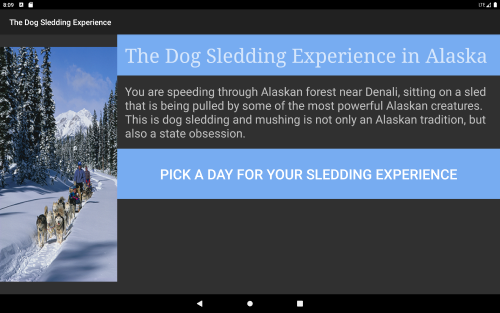 8:09
LTE
The Dog Sledding Experience
The Dog Sledding Experience in Alaska
You are speeding through Alaskan forest near Denali, sitting on a sled
that is being pulled by some of the most powerful Alaskan creatures.
This is dog sledding and mushing is not only an Alaskan tradition, but
also a state obsession.
PICK A DAY FOR YOUR SLEDDING EXPERIENCE